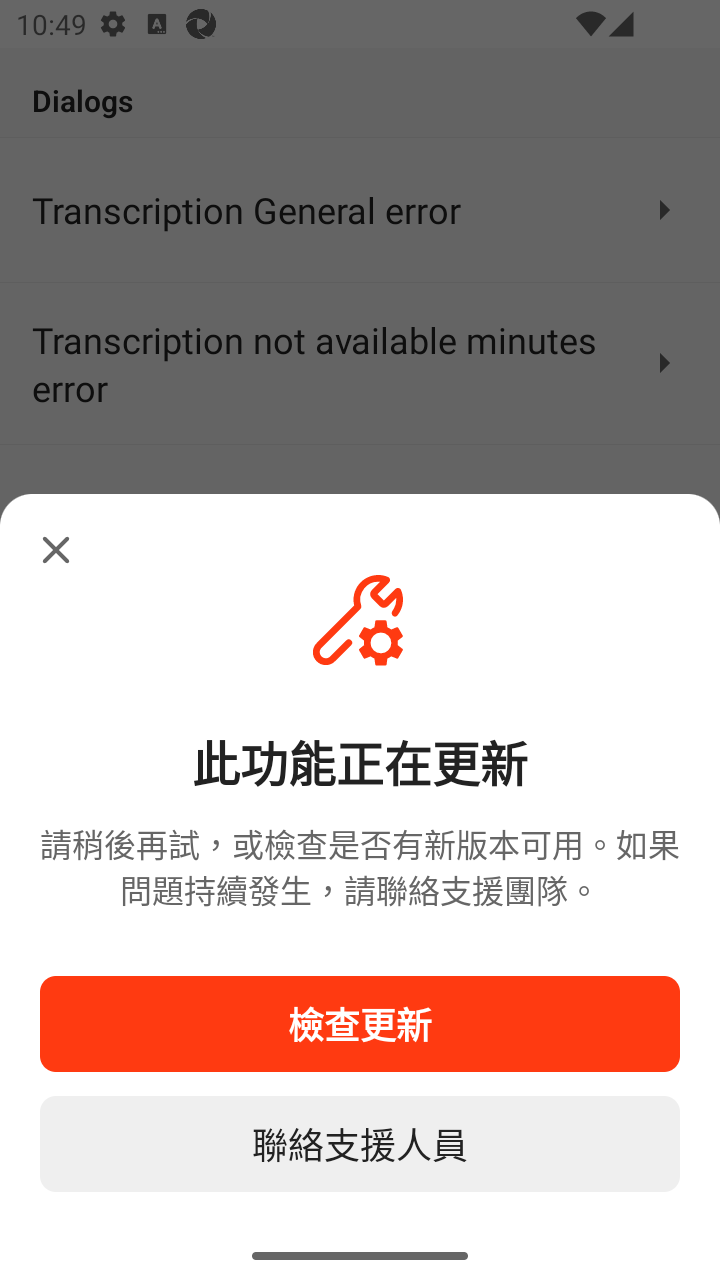 10:49
Dialogs
Transcription General error
Transcription not available minutes
error
此功能正在更新
請稍後再試，或檢查是否有新版本可用。如果
問題持續發生，請聯絡支援團隊。
檢查更新
聯絡支援人員